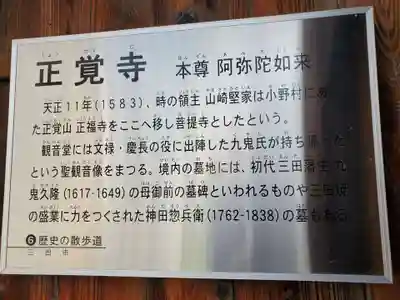 正覚寺 本尊 阿弥陀如来
天正11年(1583)、時の領主 山崎堅家は小野村にあっ
た正覚山 正福寺をここへ移し菩提寺としたという。
観音堂には文禄・慶長の役に出陣した九鬼氏が持ち帰った
という聖観音像をまつる。境内の墓地には、初代三田藩主 九
鬼久隆(1617-1649)の母御前の墓碑といわれるものや三田
の盛業に力をつくされた神田惣兵衛(1762-1838)の墓もある
6 歴史の散歩道
三田市